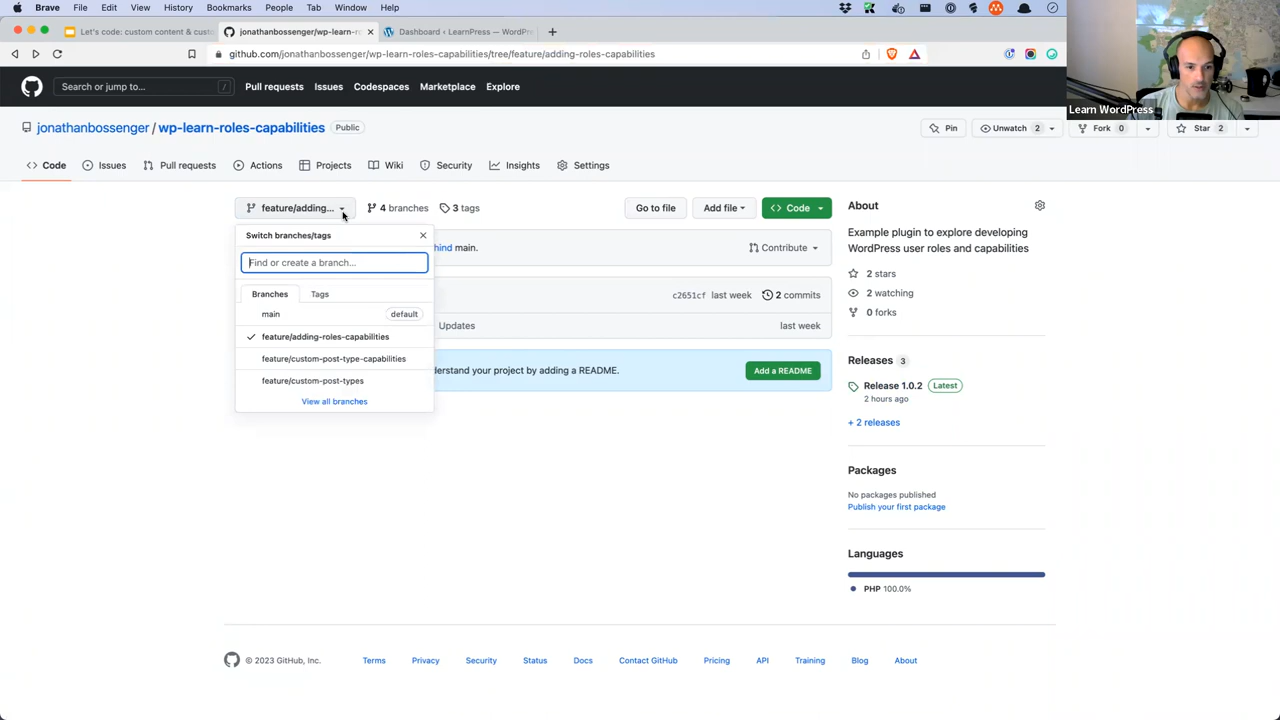 Brave File Edit View History Bookmarks People Tab Window Help
Let's code: custom content & custo
jonathanbossenger/wp-learn-ro
Dashboard ‹ LearnPress — WordPr
github.com/jonathanbossenger/wp-learn-roles-capabilities/tree/feature/adding-roles-capabilities
Learn WordPress
Search or jump to... /
Pull requests Issues Codespaces Marketplace Explore
jonathanbossenger / wp-learn-roles-capabilities Public
Pin Unwatch 2 Fork 0 Star 2
Code Issues Pull requests Actions Projects Wiki Security Insights Settings
feature/adding... 4 branches 3 tags Go to file Add file Code
Switch branches/tags
Find or create a branch...
Branches Tags
main default
feature/adding-roles-capabilities
feature/custom-post-type-capabilities
feature/custom-post-types
View all branches
hind main. Contribute
c2651cf last week 2 commits
Updates last week
derstand your project by adding a README. Add a README
About
Example plugin to explore developing
WordPress user roles and capabilities
2 stars
2 watching
0 forks
Releases 3
Release 1.0.2 Latest
2 hours ago
+ 2 releases
Packages
No packages published
Publish your first package
Languages
PHP 100.0%
© 2023 GitHub, Inc. Terms Privacy Security Status Docs Contact GitHub Pricing API Training Blog About